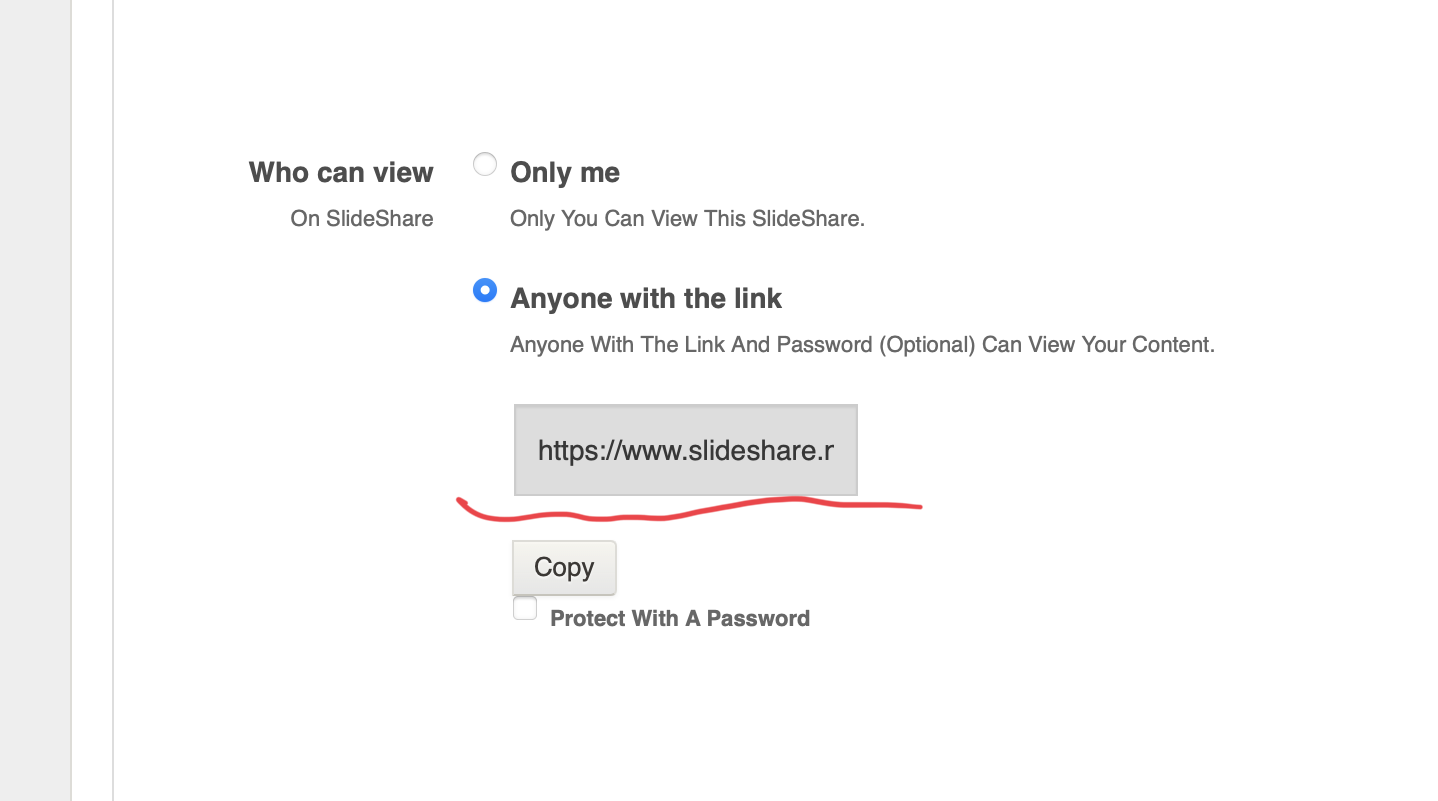 Who can view
Only me
On SlideShare
Only You Can View This SlideShare.
Anyone with the link
Anyone With The Link And Password (Optional) Can View Your Content.
https://www.slideshare.r
Copy
Protect With A Password